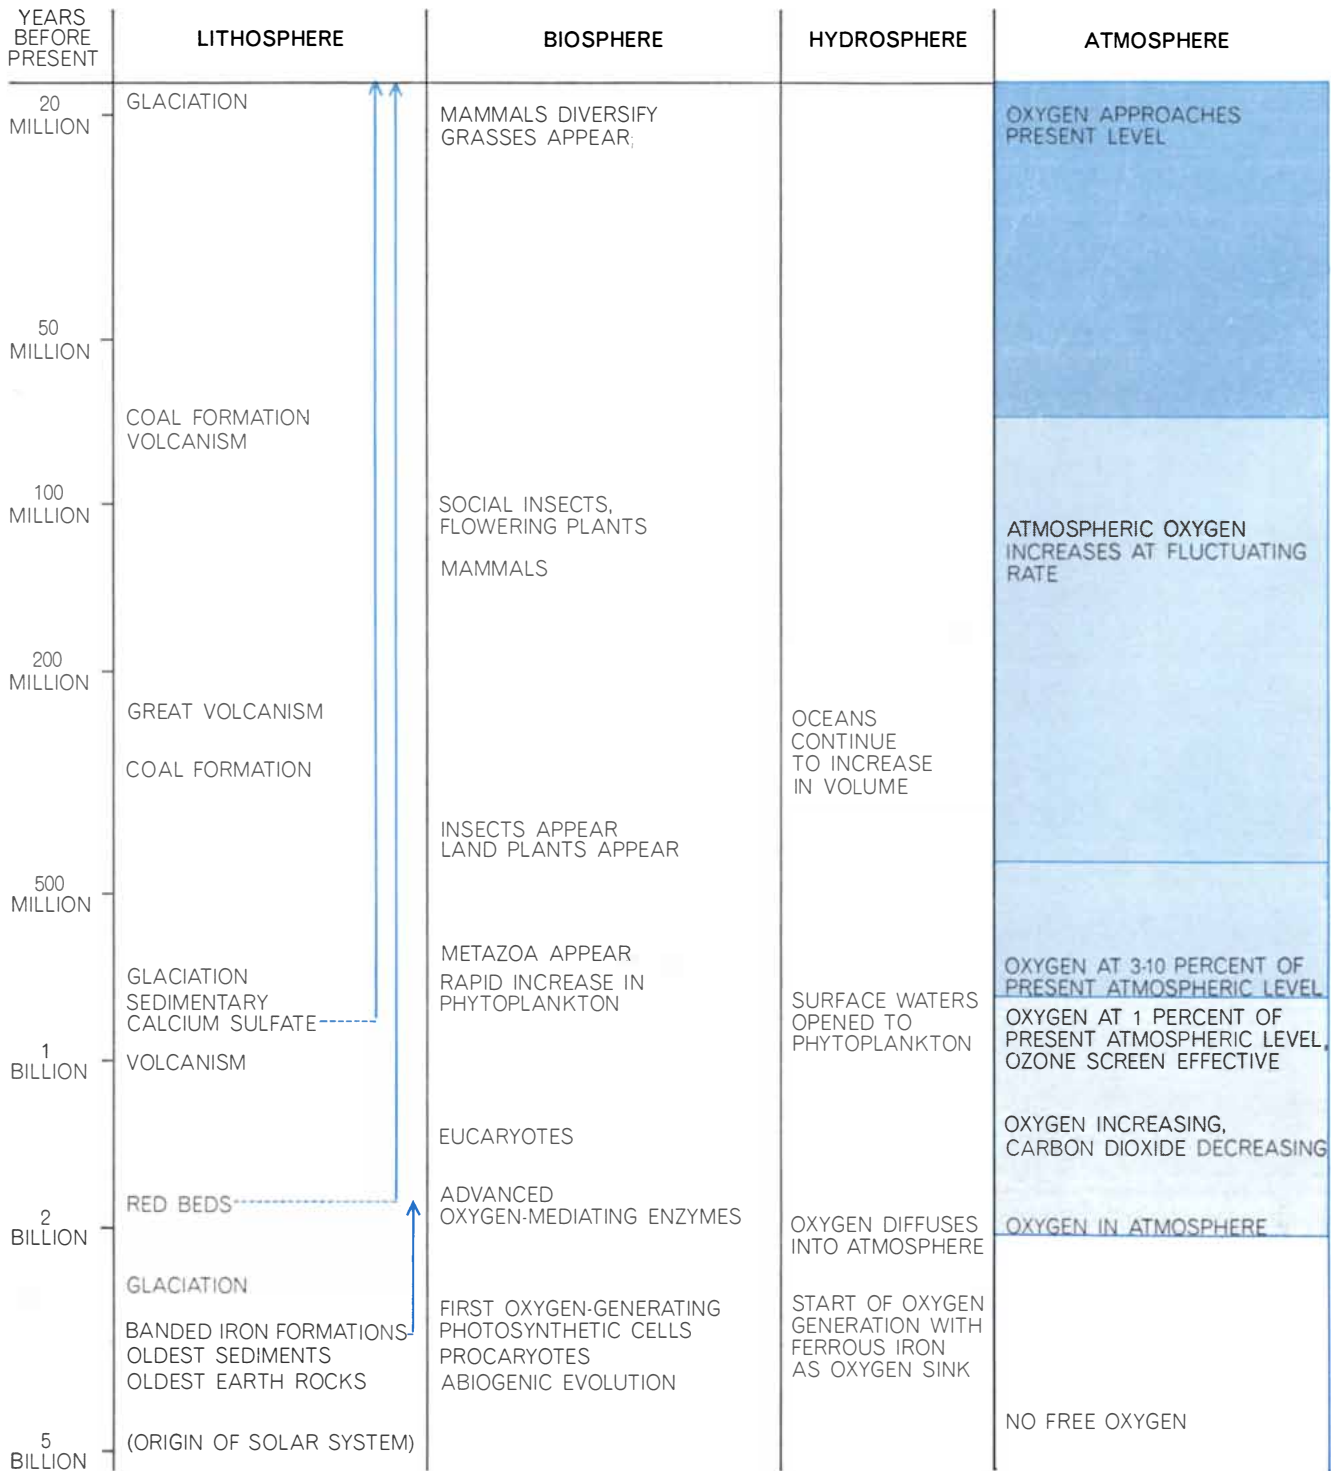 YEARS
BEFORE
PRESENT
LITHOSPHERE
BIOSPHERE
HYDROSPHERE
ATMOSPHERE
20
MILLION
50
MILLION
100
MILLION
200
MILLION
500
MILLION
1
BILLION
2
BILLION
5
BILLION
GLACIATION
COAL FORMATION
VOLCANISM
GREAT VOLCANISM
COAL FORMATION
GLACIATION
SEDIMENTARY
CALCIUM SULFATE
VOLCANISM
RED BEDS
GLACIATION
BANDED IRON FORMATIONS
OLDEST SEDIMENTS
OLDEST EARTH ROCKS
(ORIGIN OF SOLAR SYSTEM)
MAMMALS DIVERSIFY
GRASSES APPEAR
SOCIAL INSECTS,
FLOWERING PLANTS
MAMMALS
INSECTS APPEAR
LAND PLANTS APPEAR
METAZOA APPEAR
RAPID INCREASE IN
PHYTOPLANKTON
EUCARYOTES
ADVANCED
OXYGEN-MEDIATING ENZYMES
FIRST OXYGEN-GENERATING
PHOTOSYNTHETIC CELLS
PROCARYOTES
ABIOGENIC EVOLUTION
OCEANS
CONTINUE
TO INCREASE
IN VOLUME
SURFACE WATERS
OPENED TO
PHYTOPLANKTON
OXYGEN DIFFUSES
INTO ATMOSPHERE
START OF OXYGEN
GENERATION WITH
FERROUS IRON
AS OXYGEN SINK
OXYGEN APPROACHES
PRESENT LEVEL
ATMOSPHERIC OXYGEN
INCREASES AT FLUCTUATING
RATE
OXYGEN AT 3-10 PERCENT OF
PRESENT ATMOSPHERIC LEVEL
OXYGEN AT 1 PERCENT OF
PRESENT ATMOSPHERIC LEVEL,
OZONE SCREEN EFFECTIVE
OXYGEN INCREASING,
CARBON DIOXIDE DECREASING
OXYGEN IN ATMOSPHERE
NO FREE OXYGEN